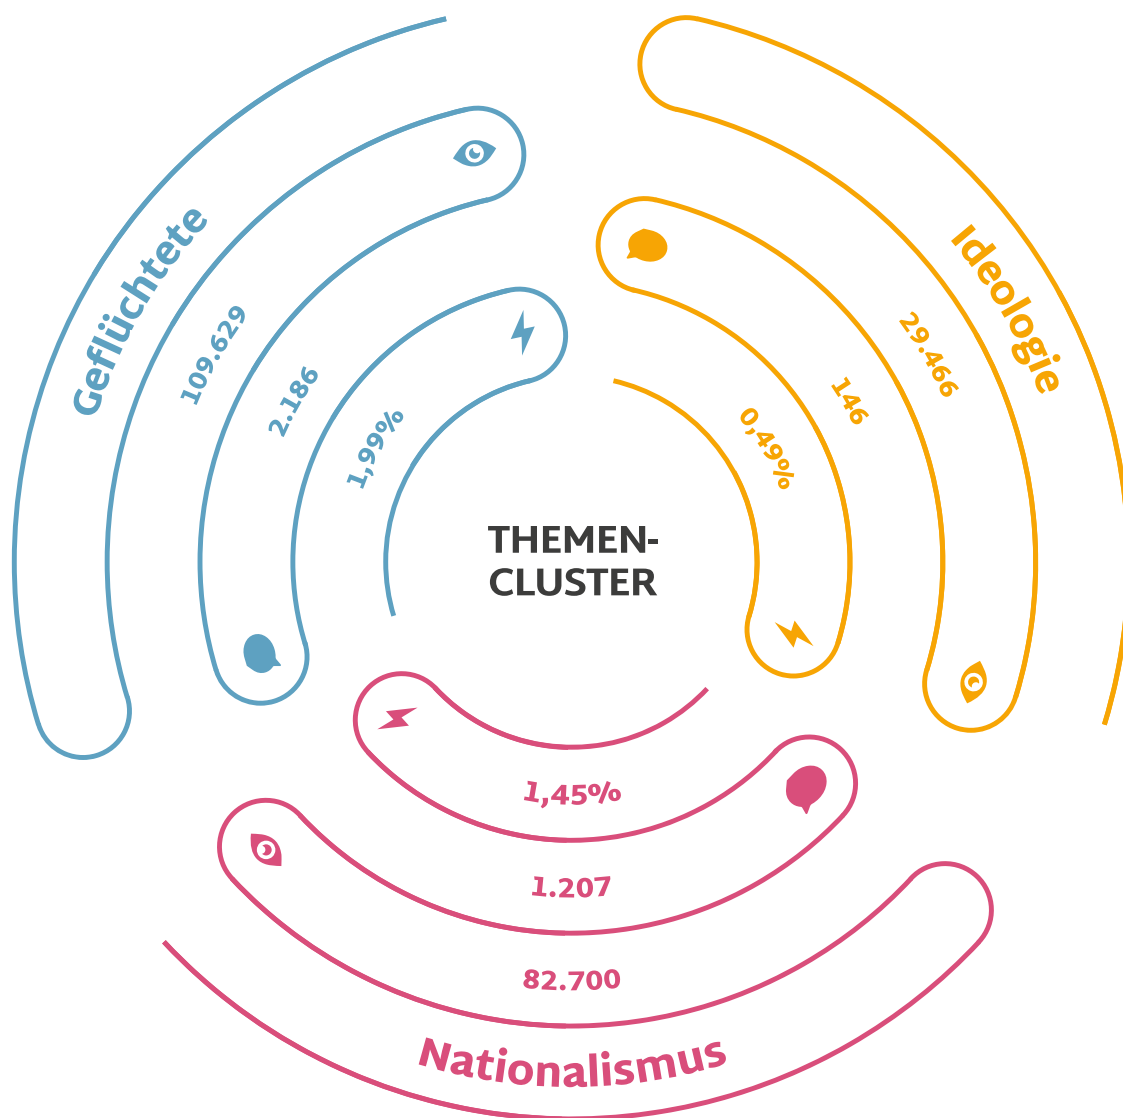 Geflüchtete
109.629
2.186
1,99%
Ideologie
29.466
146
0,49%
THEMEN-
CLUSTER
1,45%
1.207
82.700
Nationalismus